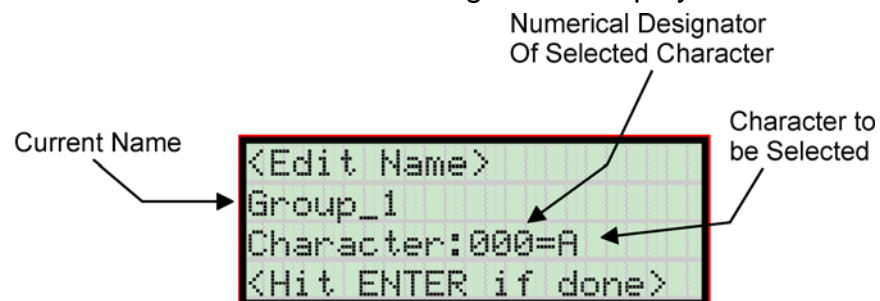 Numerical Designator
Of Selected Character
Current Name
Character to
be Selected
<Edit Name>
Group_1
Character:000=A
<Hit ENTER if done>